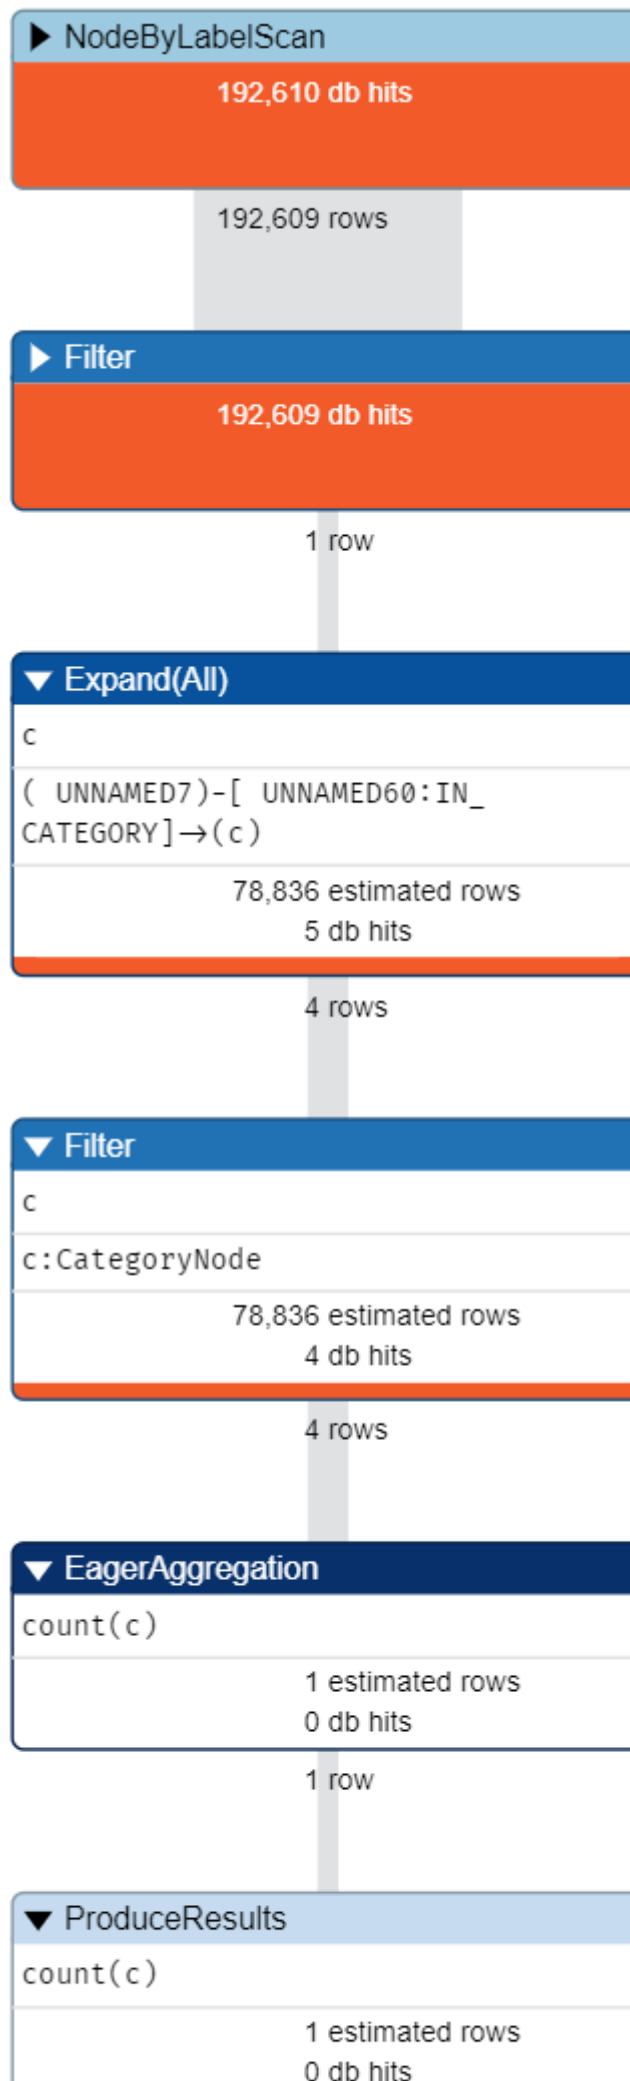 NodeByLabelScan
192,610 db hits
192,609 rows
Filter
192,609 db hits
1 row
Expand(All)
c
( UNNAMED7)-[ UNNAMED60:IN_
CATEGORY]→(c)
78,836 estimated rows
5 db hits
4 rows
Filter
c
c:CategoryNode
78,836 estimated rows
4 db hits
4 rows
EagerAggregation
count(c)
1 estimated rows
0 db hits
1 row
ProduceResults
count(c)
1 estimated rows
0 db hits